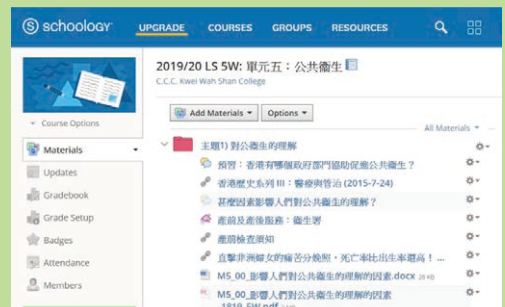 schoology
UPGRADE COURSES GROUPS RESOURCES
2019/20 LS 5W: 單元五：公共衞生
C.C.C. Kwei Wah Shan College
Course Options
Add Materials Options
All Materials
Materials
Updates
Gradebook
Grade Setup
Badges
Attendance
Members
主題1) 對公衞生的理解
預習：香港有哪個政府部門協助促進公共衞生？
香港歷史系列 III：醫療與管治 (2015-7-24)
甚麼因素影響人們對公共衞生的理解？
產前及產後服務：衞生署
產前檢查須知
直擊非洲婦女的痛苦分娩照，死亡率比出生率還高！ ...
M5_00_影響人們對公共衞生的理解的因素.docx
M5_00_影響人們對公共衞生的理解的因素
_1819_5W.pdf